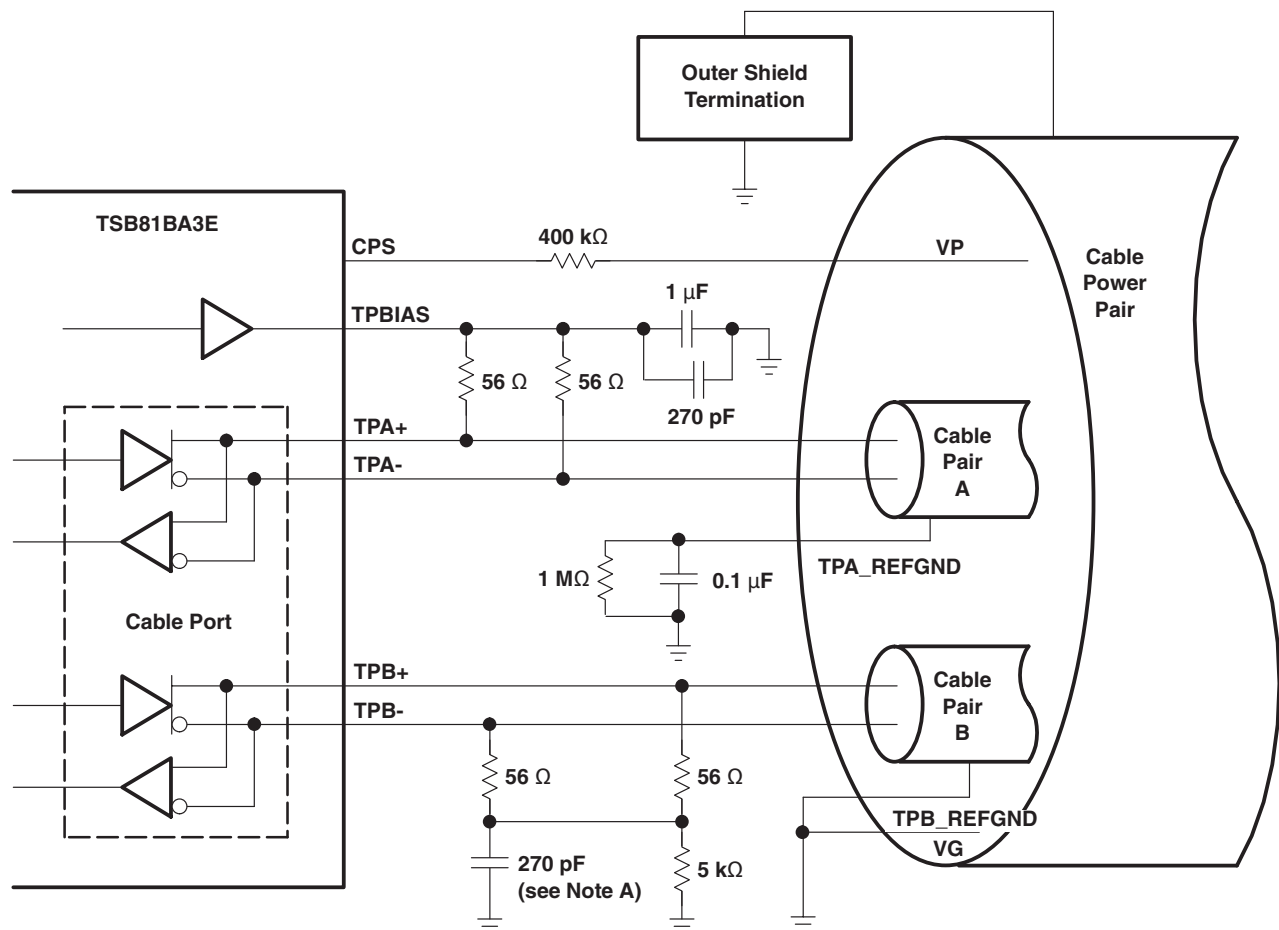 Outer Shield
Termination
TSB81BA3E
CPS
400 kΩ
VP
Cable
Power
Pair
TPBIAS
1 μF
56 Ω
56 Ω
270 pF
TPA+
TPA-
Cable
Pair
A
1 MΩ
0.1 μF
TPA_REFGND
Cable Port
TPB+
TPB-
Cable
Pair
B
56 Ω
56 Ω
TPB_REFGND
VG
270 pF
(see Note A)
5 kΩ